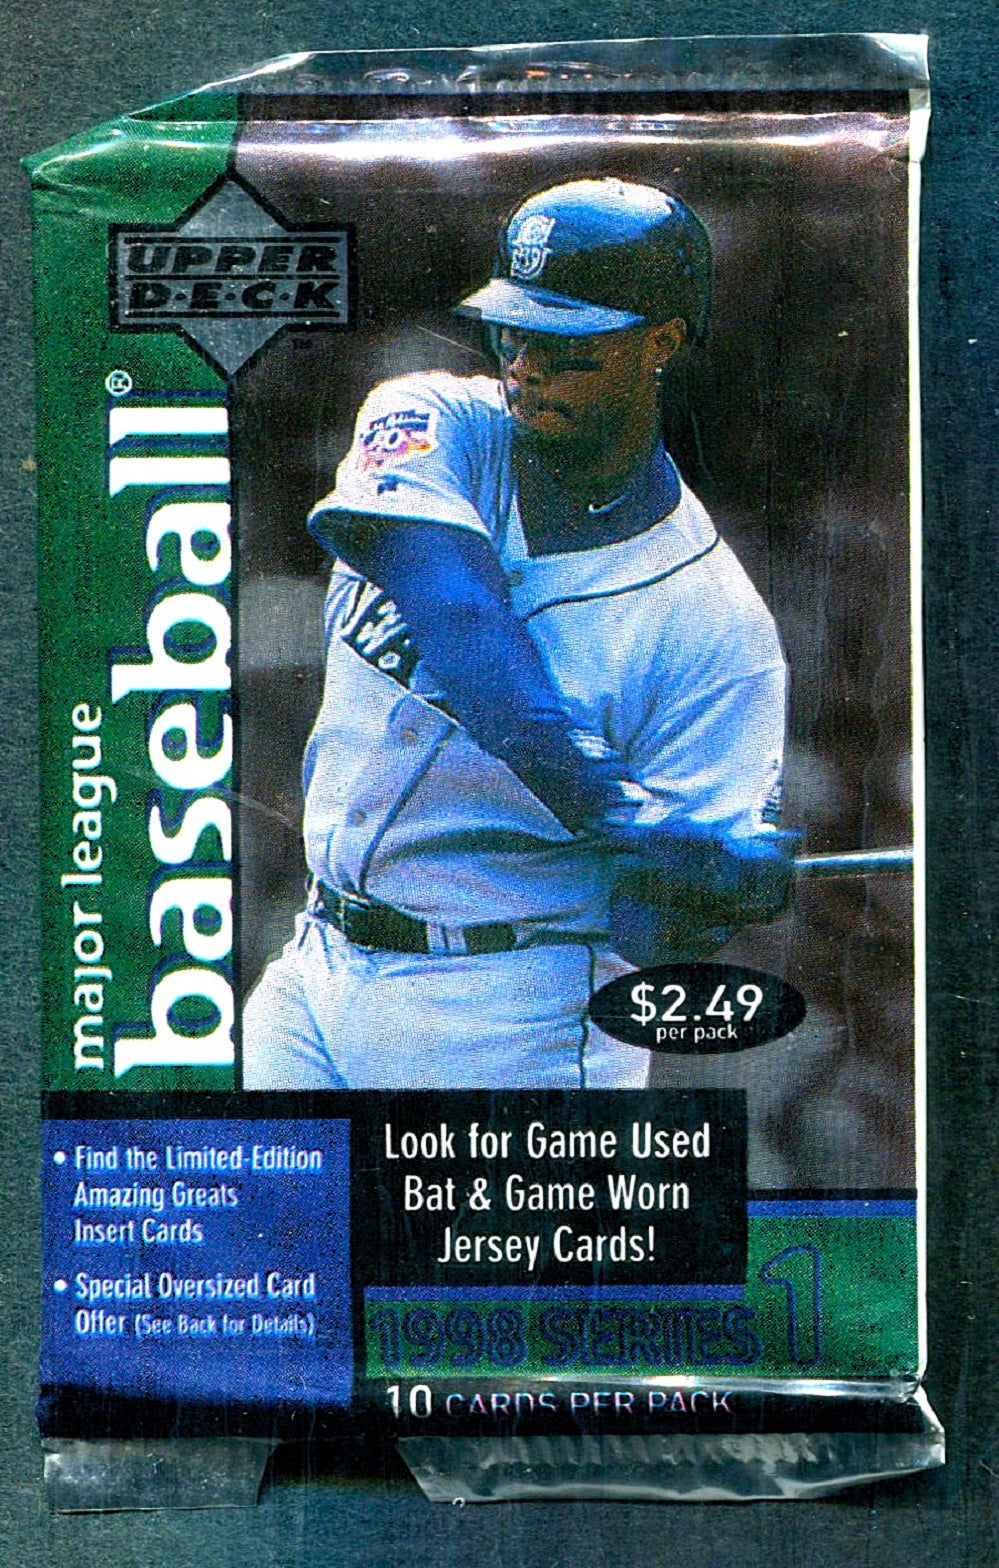 UPPER
D·E·C·K
major league
baseball®
$2.49
per pack
• Find the Limited-Edition
Amazing Greats
Insert Cards
• Special Oversized Card
Offer (See Back for Details)
Look for Game Used
Bat & Game Worn
Jersey Cards!
1998 SERIES 1
10 CARDS PER PACK